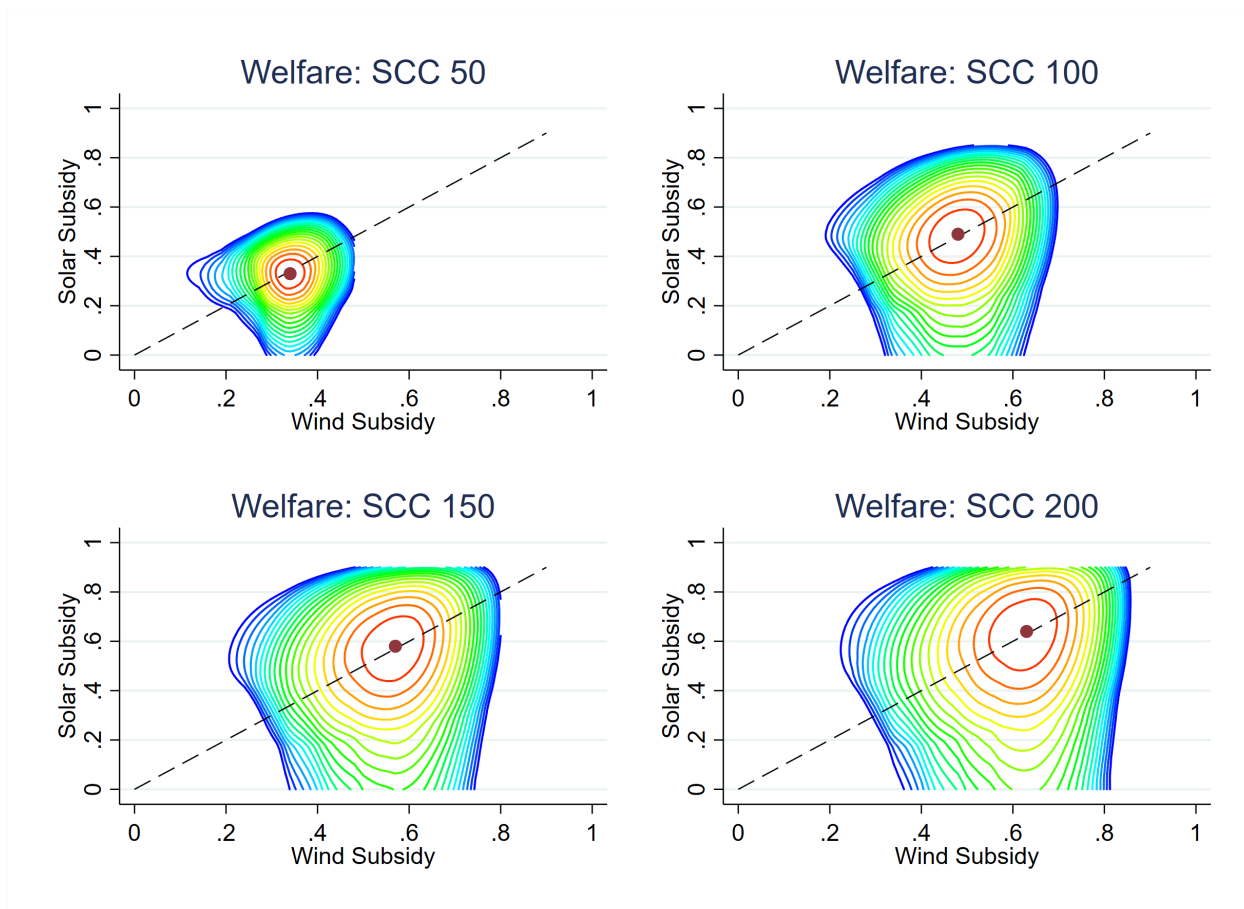 Welfare: SCC 50
Solar Subsidy
1
.8
.6
.4
.2
0
0 .2 .4 .6 .8 1
Wind Subsidy
Welfare: SCC 100
Solar Subsidy
1
.8
.6
.4
.2
0
0 .2 .4 .6 .8 1
Wind Subsidy
Welfare: SCC 150
Solar Subsidy
1
.8
.6
.4
.2
0
0 .2 .4 .6 .8 1
Wind Subsidy
Welfare: SCC 200
Solar Subsidy
1
.8
.6
.4
.2
0
0 .2 .4 .6 .8 1
Wind Subsidy